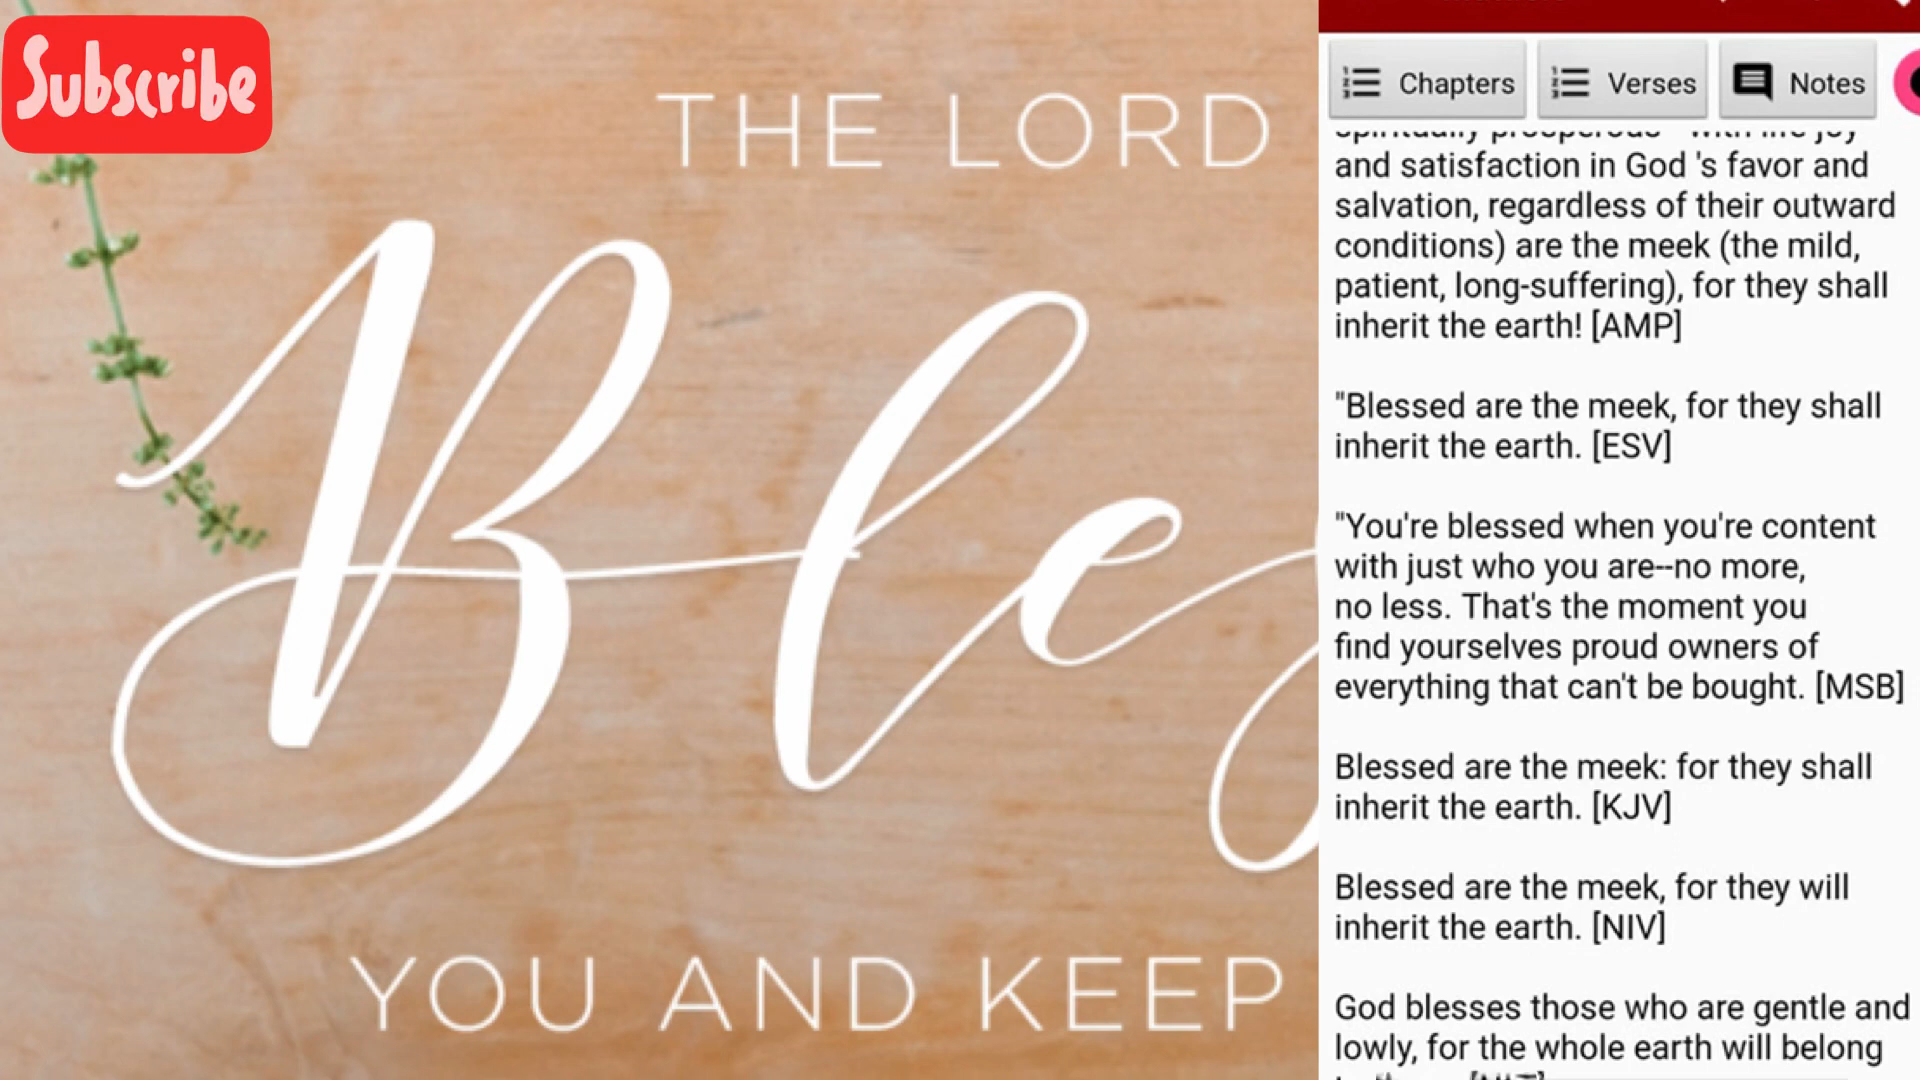 Subscribe
THE LORD
Bles
YOU AND KEEP
Chapters
Verses
Notes
spiritually prosperous--with life joy
and satisfaction in God 's favor and
salvation, regardless of their outward
conditions) are the meek (the mild,
patient, long-suffering), for they shall
inherit the earth! [AMP]
"Blessed are the meek, for they shall
inherit the earth. [ESV]
"You're blessed when you're content
with just who you are--no more,
no less. That's the moment you
find yourselves proud owners of
everything that can't be bought. [MSB]
Blessed are the meek: for they shall
inherit the earth. [KJV]
Blessed are the meek, for they will
inherit the earth. [NIV]
God blesses those who are gentle and
lowly, for the whole earth will belong